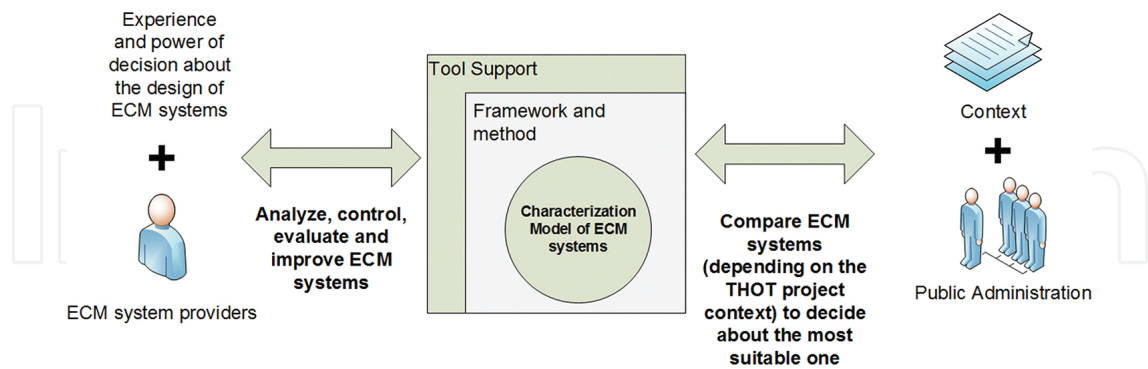 Experience
and power of
decision about
the design of
ECM systems
+
ECM system providers
Analyze, control,
evaluate and
improve ECM
systems
Tool Support
Framework and
method
Characterization
Model of ECM
systems
Compare ECM
systems
(depending on the
THOT project
context) to decide
about the most
suitable one
Context
+
Public Administration